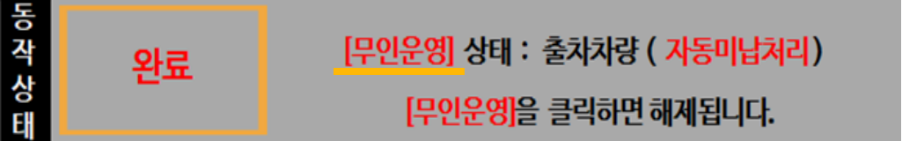 동작상태
완료
[무인운영] 상태 : 출차차량 ( 자동미납처리)
[무인운영]을 클릭하면 해제됩니다.